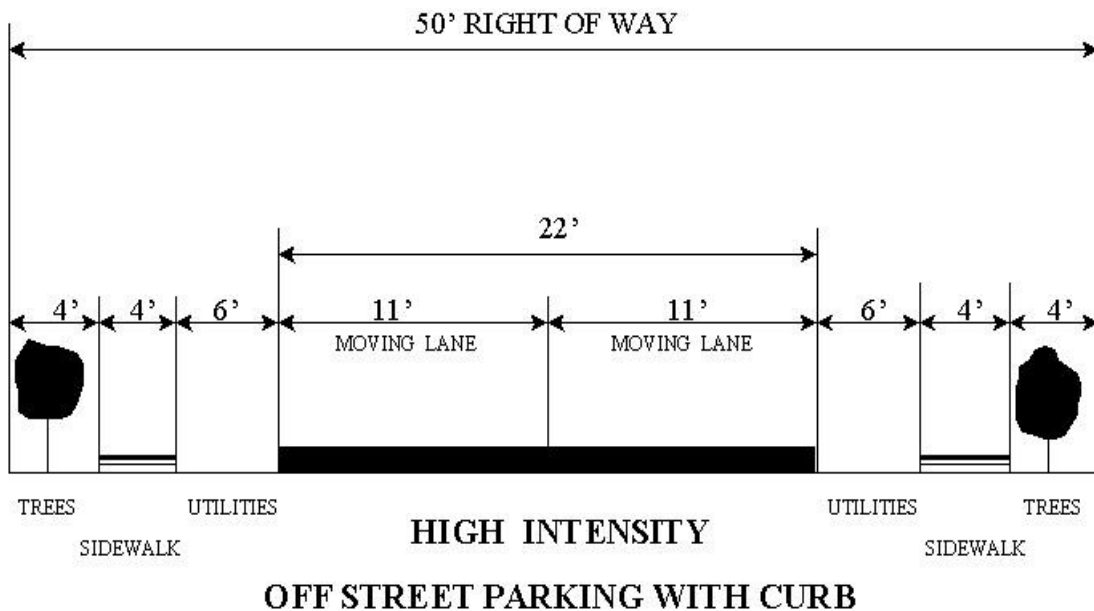 50’ RIGHT OF WAY
22’
4’ 4’ 6’ 11’ 11’ 6’ 4’ 4’
MOVING LANE MOVING LANE
TREES UTILITIES UTILITIES TREES
HIGH INTENSITY
SIDEWALK SIDEWALK
OFF STREET PARKING WITH CURB